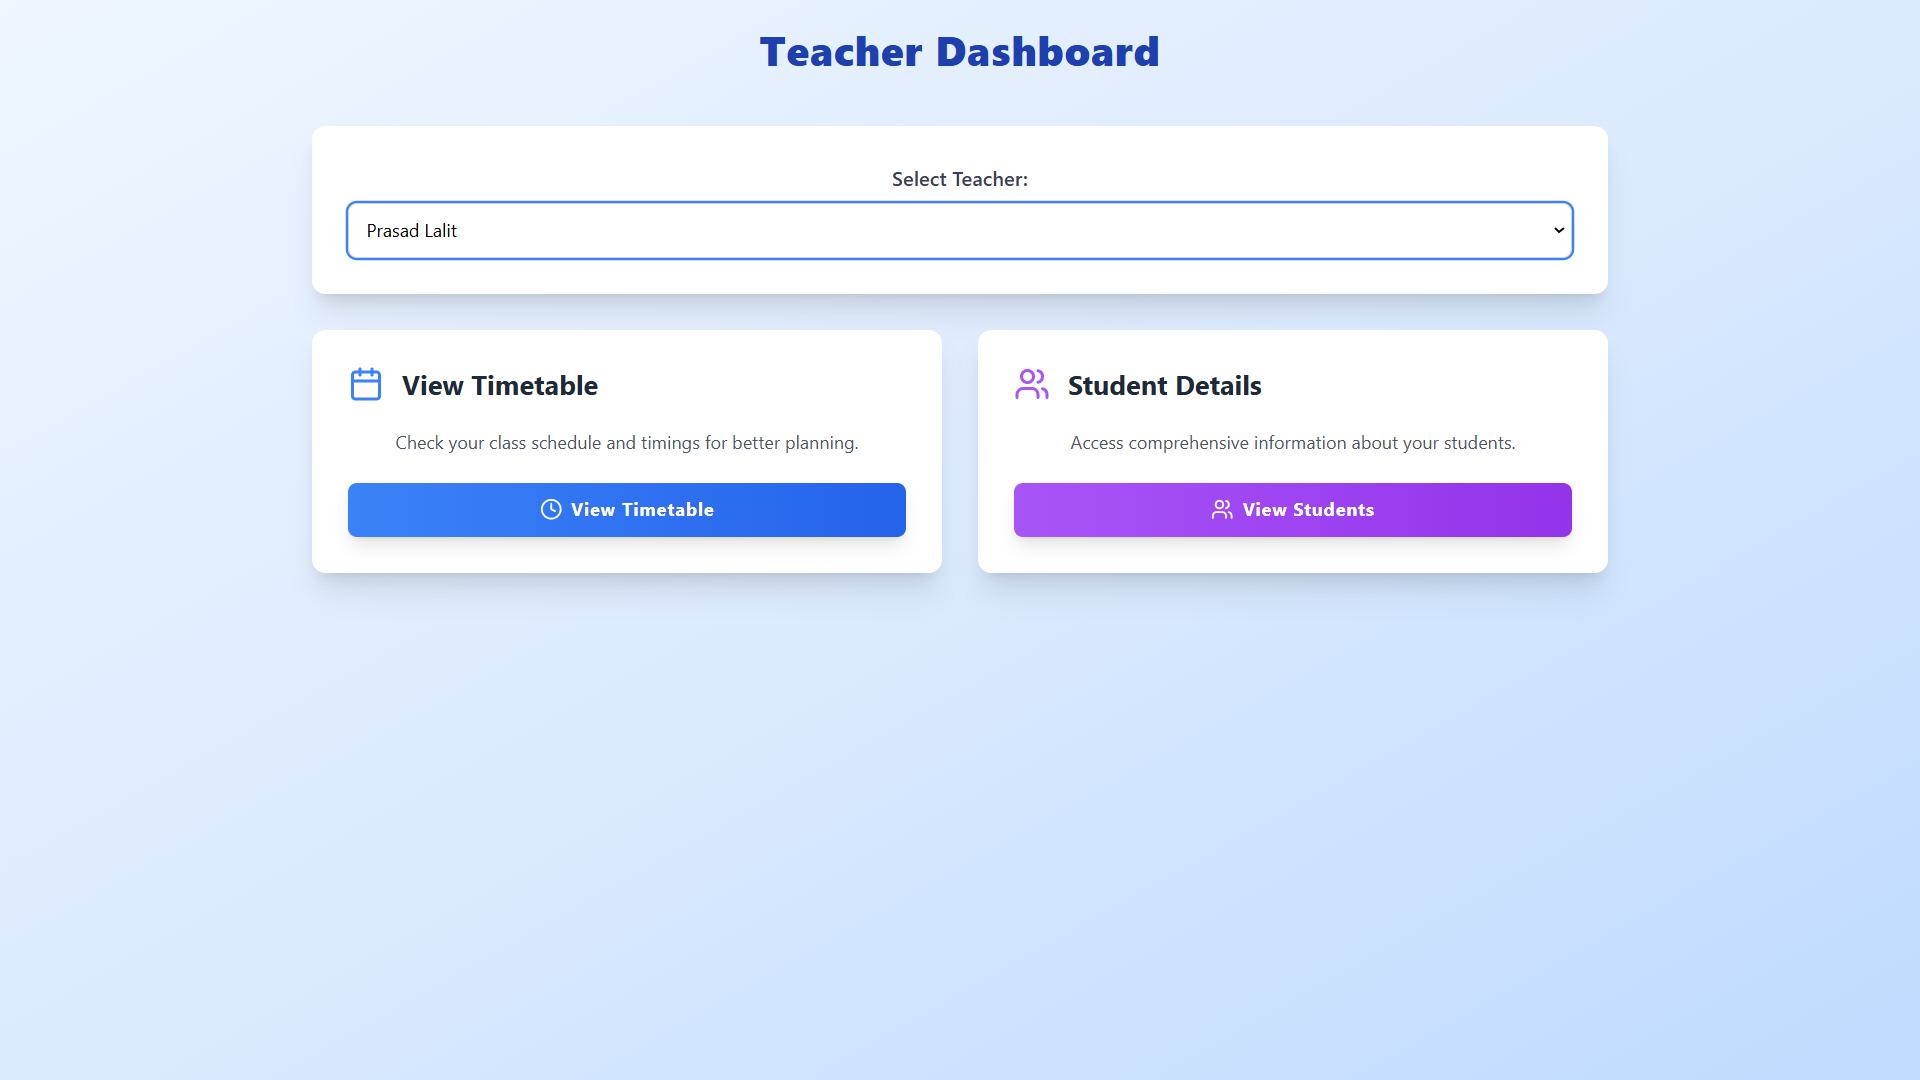 Teacher Dashboard
Select Teacher:
Prasad Lalit
View Timetable
Check your class schedule and timings for better planning.
View Timetable
Student Details
Access comprehensive information about your students.
View Students